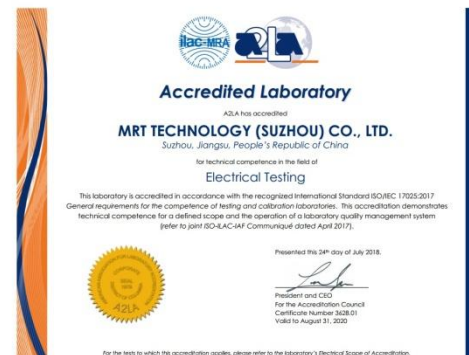 ilac-MRA A2LA
Accredited Laboratory
A2LA has accredited
MRT TECHNOLOGY (SUZHOU) CO., LTD.
Suzhou, Jiangsu, People's Republic of China
for technical competence in the field of
Electrical Testing
This laboratory is accredited in accordance with the recognized International Standard ISO/IEC 17025:2017
General requirements for the competence of testing and calibration laboratories. This accreditation demonstrates
technical competence for a defined scope and the operation of a laboratory quality management system
(refer to joint ISO-ILAC-IAF Communiqué dated April 2017).
Presented this 24th day of July 2018.
President and CEO
For the Accreditation Council
Certificate Number 3628.01
Valid to August 31, 2020
CORPORATE
SEAL
1978
A2LA
For the tests to which this accreditation applies, please refer to the laboratory's Electrical Scope of Accreditation.